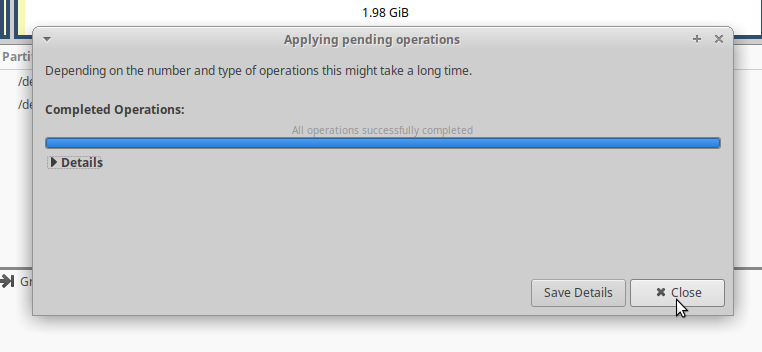 1.98 GiB
Applying pending operations
Parti
Depending on the number and type of operations this might take a long time.
/de
/de
Completed Operations:
All operations successfully completed
Details
Gr
Save Details
Close